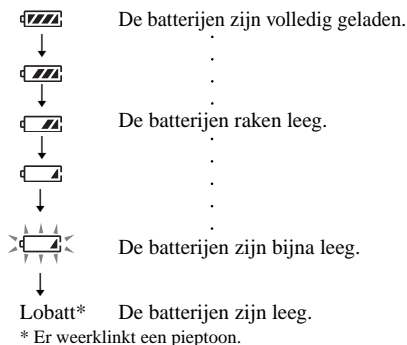 De batterijen zijn volledig geladen.
De batterijen raken leeg.
De batterijen zijn bijna leeg.
Lobatt* De batterijen zijn leeg.
* Er weerklinkt een pieptoon.